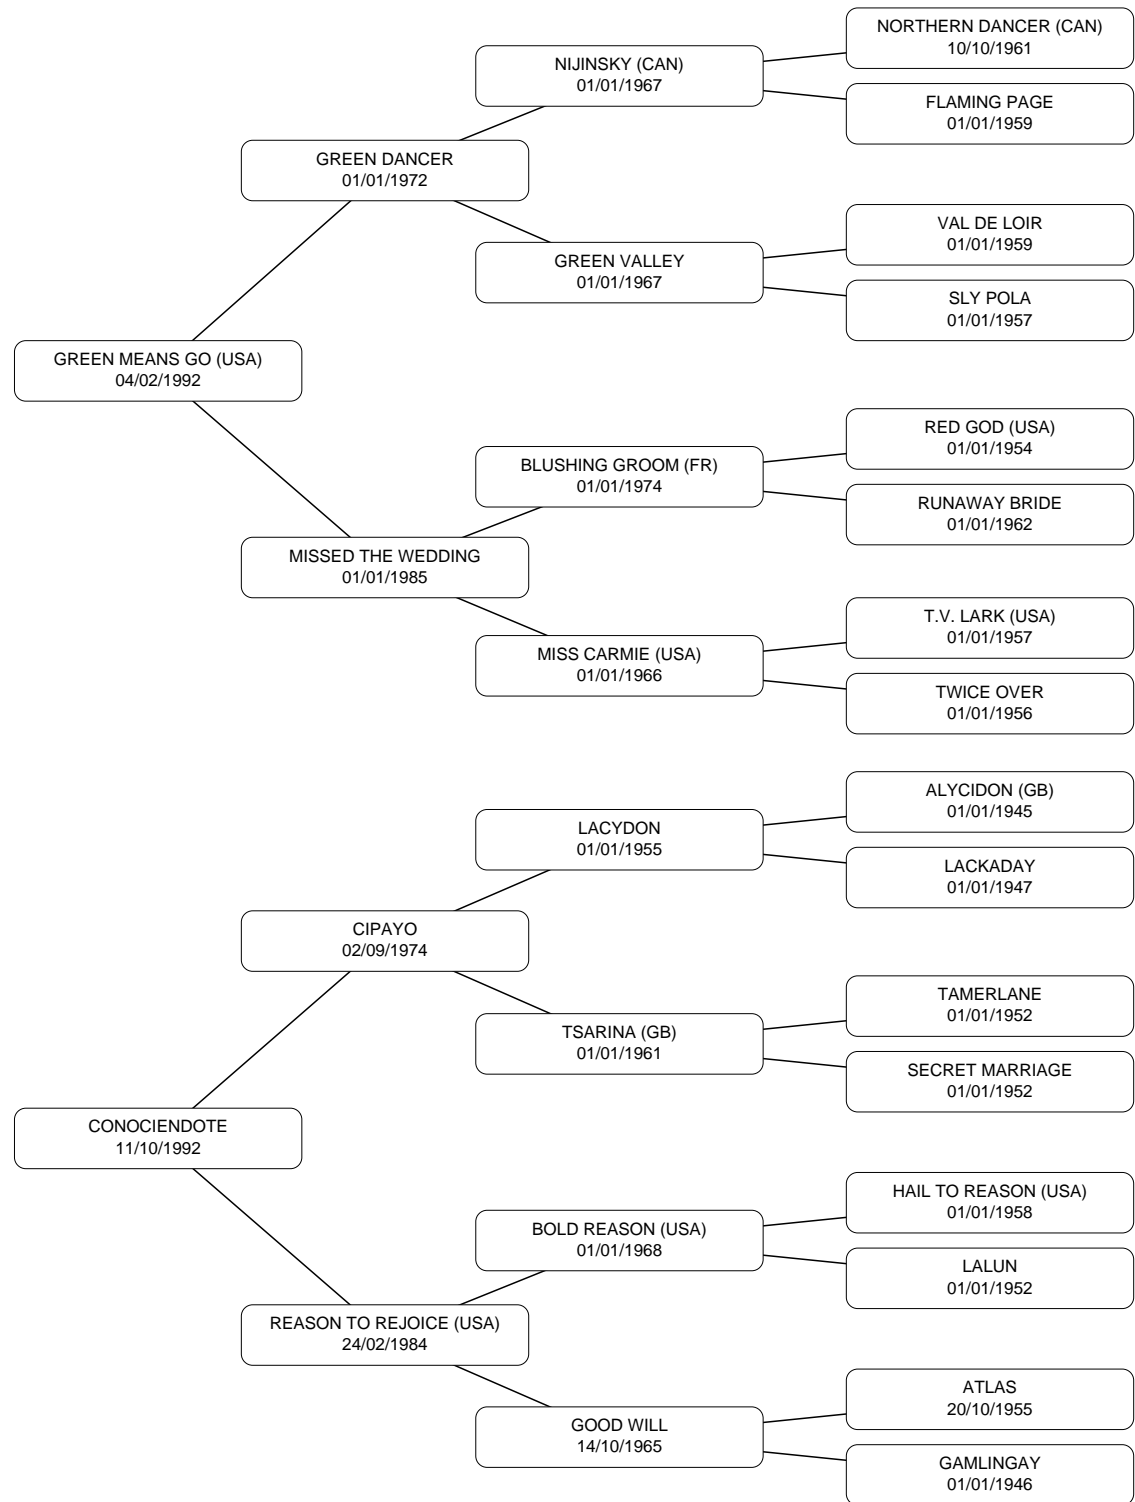 NORTHERN DANCER (CAN)
10/10/1961
NIJINSKY (CAN)
01/01/1967
FLAMING PAGE
01/01/1959
GREEN DANCER
01/01/1972
VAL DE LOIR
01/01/1959
GREEN VALLEY
01/01/1967
SLY POLA
01/01/1957
GREEN MEANS GO (USA)
04/02/1992
RED GOD (USA)
01/01/1954
BLUSHING GROOM (FR)
01/01/1974
RUNAWAY BRIDE
01/01/1962
MISSED THE WEDDING
01/01/1985
T.V. LARK (USA)
01/01/1957
MISS CARMIE (USA)
01/01/1966
TWICE OVER
01/01/1956
ALYCIDON (GB)
01/01/1945
LACYDON
01/01/1955
LACKADAY
01/01/1947
CIPAYO
02/09/1974
TAMERLANE
01/01/1952
TSARINA (GB)
01/01/1961
SECRET MARRIAGE
01/01/1952
CONOCIENDOTE
11/10/1992
HAIL TO REASON (USA)
01/01/1958
BOLD REASON (USA)
01/01/1968
LALUN
01/01/1952
REASON TO REJOICE (USA)
24/02/1984
ATLAS
20/10/1955
GOOD WILL
14/10/1965
GAMLINGAY
01/01/1946